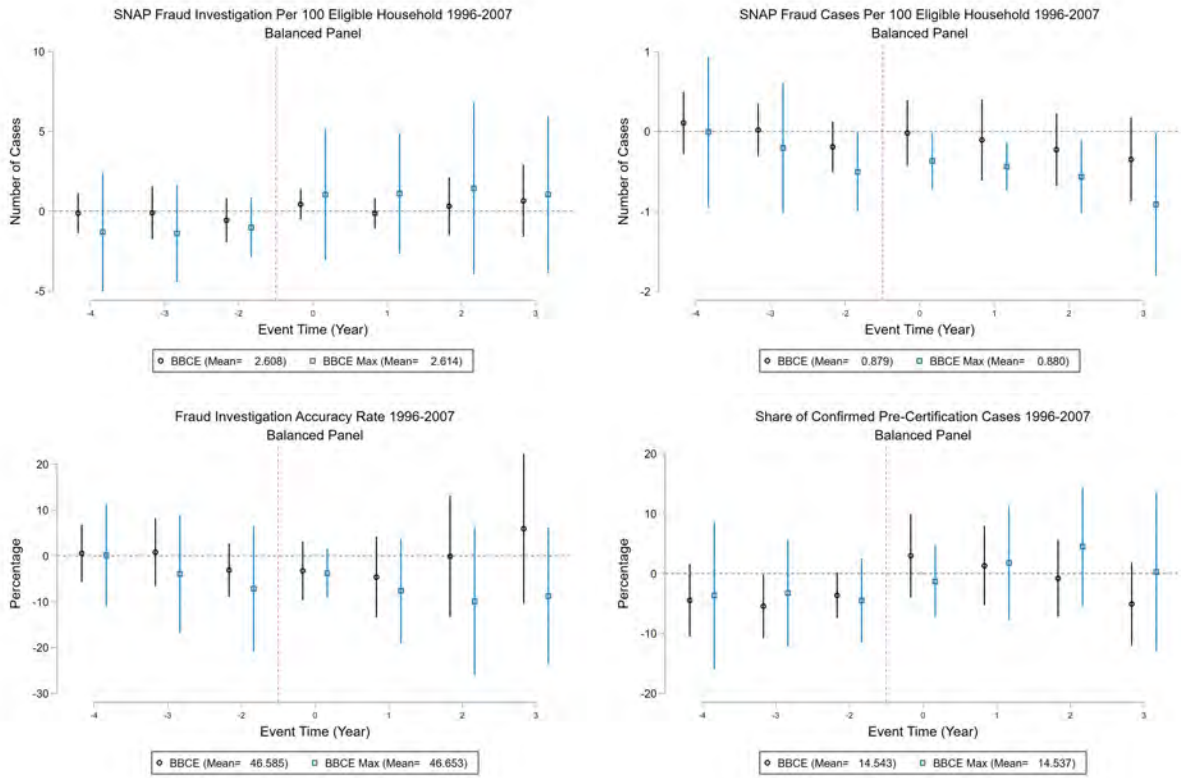 SNAP Fraud Investigation Per 100 Eligible Household 1996-2007
Balanced Panel
Number of Cases
10
5
0
-5
-4
-3
-2
0
1
2
3
Event Time (Year)
BBCE (Mean= 2.608)
BBCE Max (Mean= 2.614)
SNAP Fraud Cases Per 100 Eligible Household 1996-2007
Balanced Panel
Number of Cases
1
0
-1
-2
-4
-3
-2
0
1
2
3
Event Time (Year)
BBCE (Mean= 0.879)
BBCE Max (Mean= 0.880)
Fraud Investigation Accuracy Rate 1996-2007
Balanced Panel
Percentage
20
10
0
-10
-20
-30
-4
-3
-2
0
1
2
3
Event Time (Year)
BBCE (Mean= 46.585)
BBCE Max (Mean= 46.653)
Share of Confirmed Pre-Certification Cases 1996-2007
Balanced Panel
Percentage
20
10
0
-10
-20
-4
-3
-2
0
1
2
3
Event Time (Year)
BBCE (Mean= 14.543)
BBCE Max (Mean= 14.537)